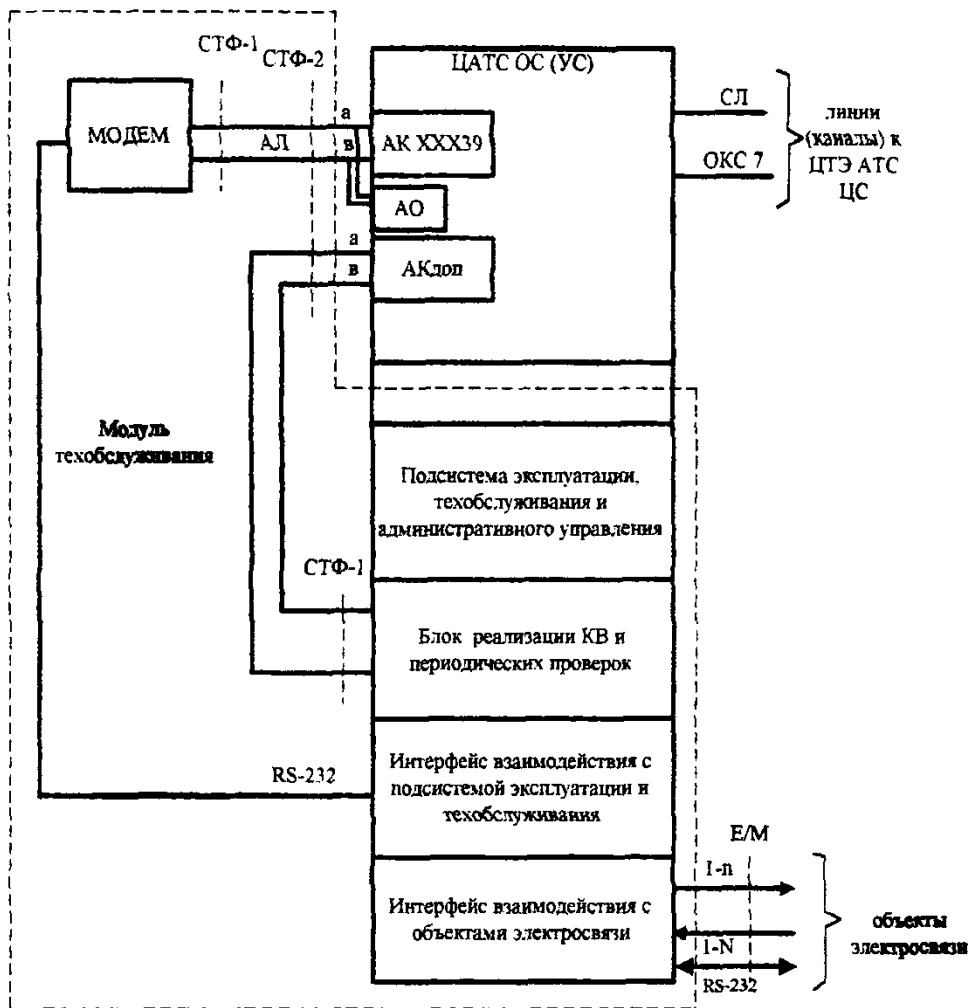 СТФ-1
СТФ-2
ЦАТС ОС (УС)
МОДЕМ
АЛ
а
в
АК XXX39
АО
а
в
АКдоп
СЛ
ОКС 7
линии
(каналы) к
ЦТЭ АТС
ЦС
Модуль
техобслуживания
Подсистема эксплуатации,
техобслуживания и
административного управления
СТФ-1
Блок реализации КВ и
периодических проверок
RS-232
Интерфейс взаимодействия с
подсистемой эксплуатации и
техобслуживания
Интерфейс взаимодействия с
объектами электросвязи
E/M
1-n
1-N
RS-232
объекты
электросвязи